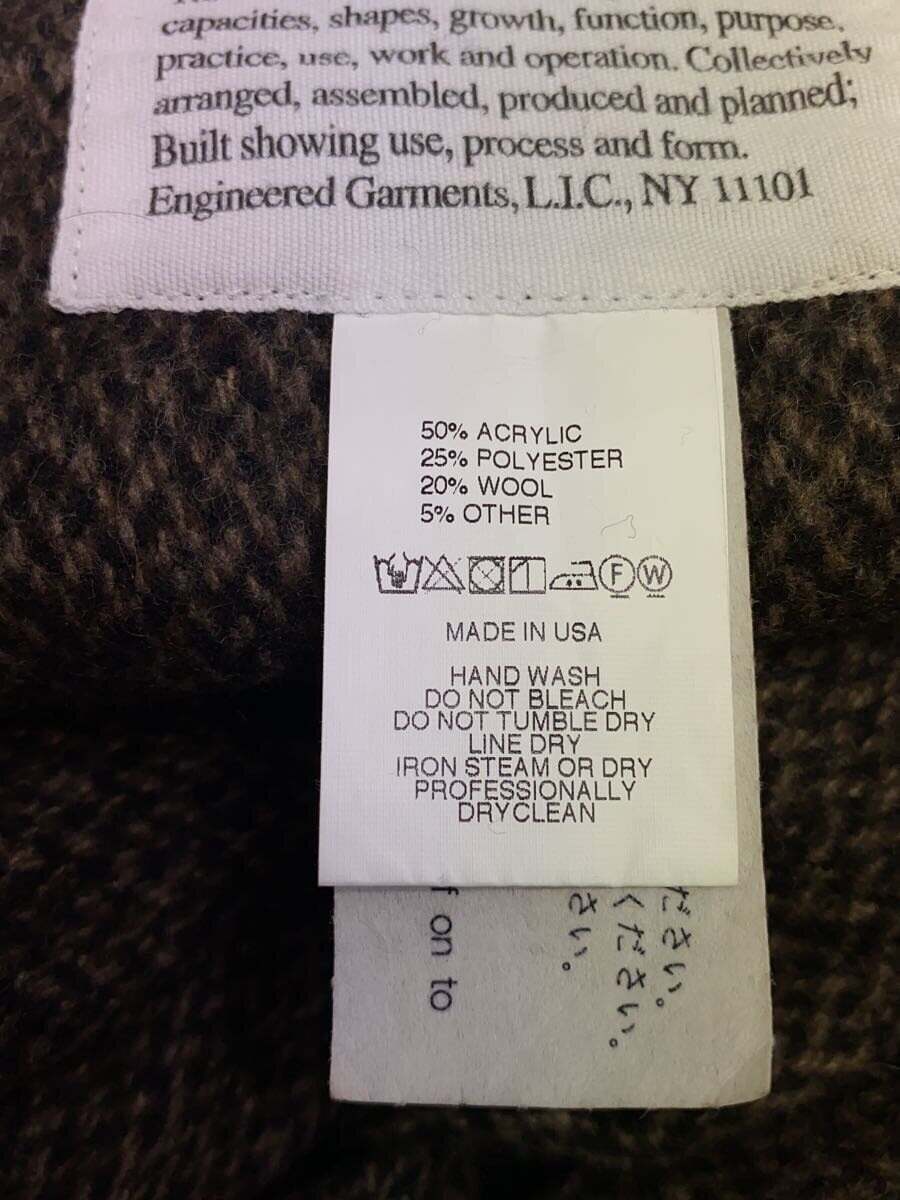 capacities, shapes, growth, function, purpose,
practice, use, work and operation. Collectively
arranged, assembled, produced and planned;
Built showing use, process and form.
Engineered Garments, L.I.C., NY 11101
50% ACRYLIC
25% POLYESTER
20% WOOL
5% OTHER
F W
MADE IN USA
HAND WASH
DO NOT BLEACH
DO NOT TUMBLE DRY
LINE DRY
IRON STEAM OR DRY
PROFESSIONALLY
DRYCLEAN
ださい。
ください。
さい。
f on to